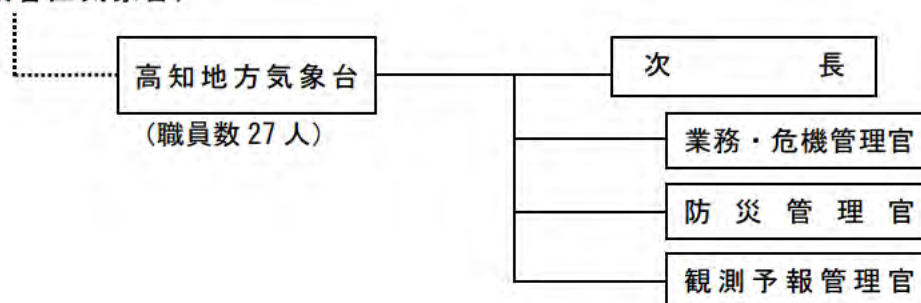 高知地方気象台
(職員数 27 人)
次長
業務・危機管理官
防災管理官
観測予報管理官